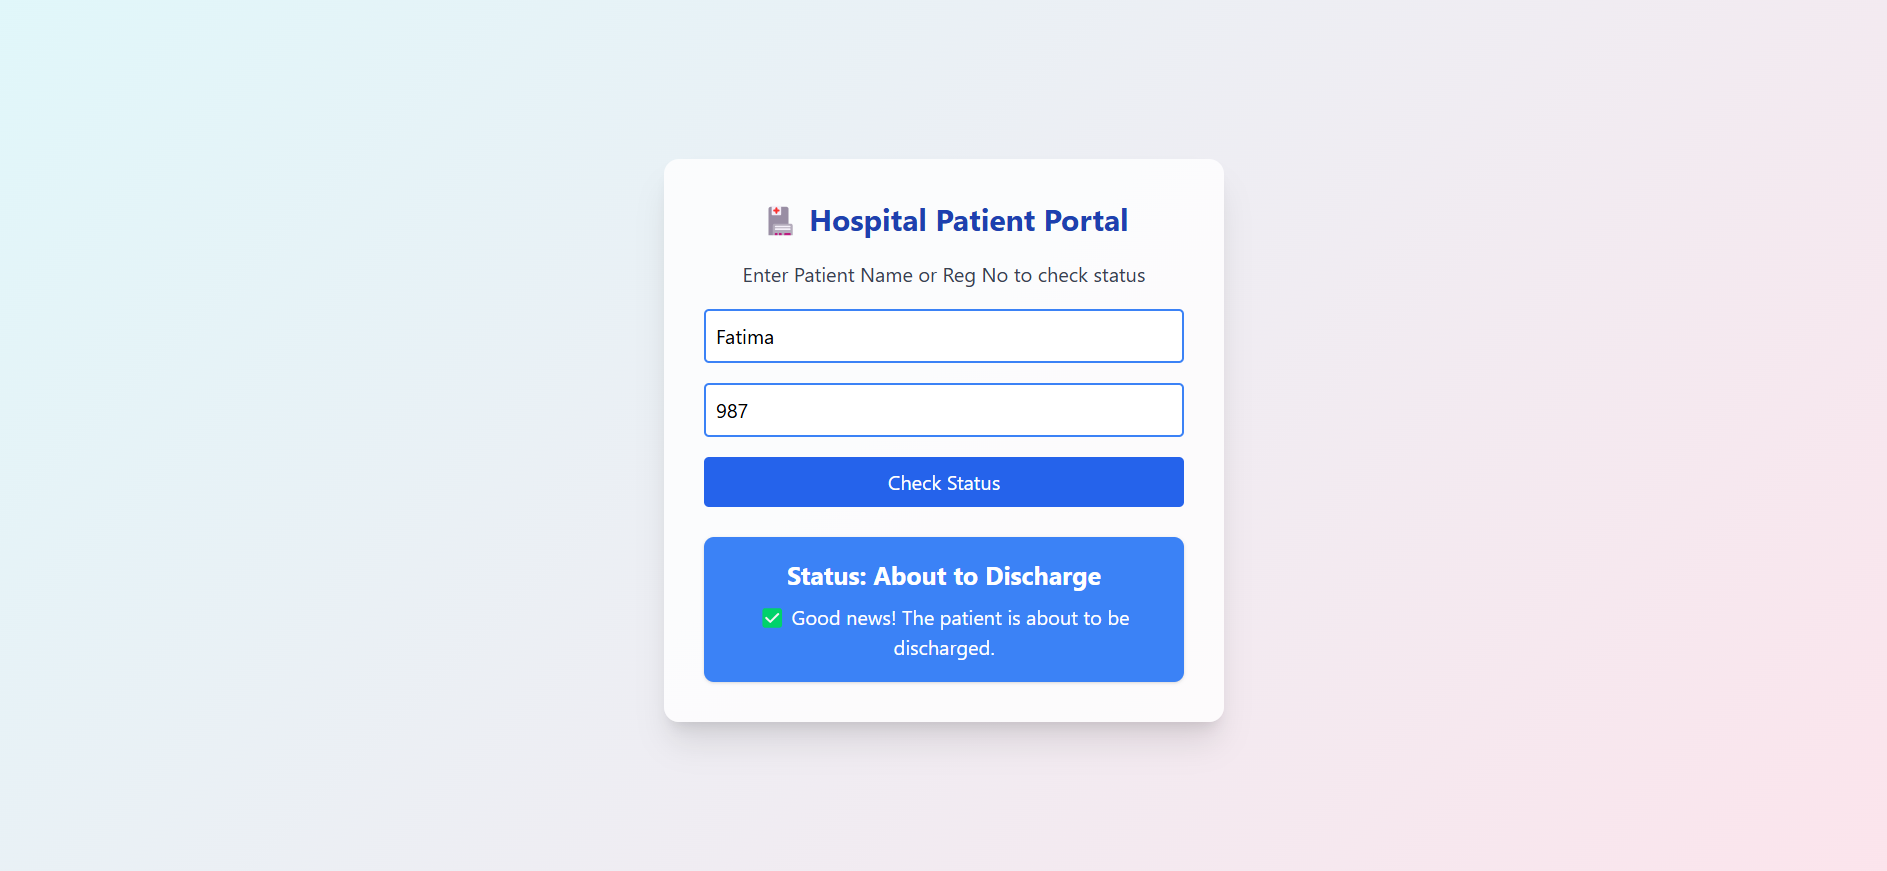 Hospital Patient Portal
Enter Patient Name or Reg No to check status
Fatima
987
Check Status
Status: About to Discharge
✅ Good news! The patient is about to be
discharged.